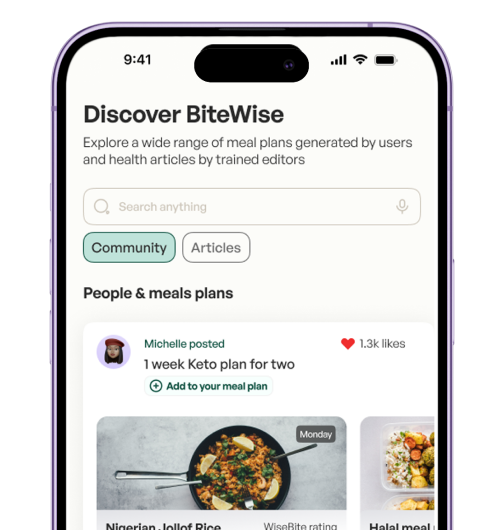 9:41
Discover BiteWise
Explore a wide range of meal plans generated by users
and health articles by trained editors
Search anything
Community
Articles
People & meals plans
Michelle posted
1.3k likes
1 week Keto plan for two
Add to your meal plan
Monday
Nigerian Jollof Rice
WiseBite rating
Halal meal